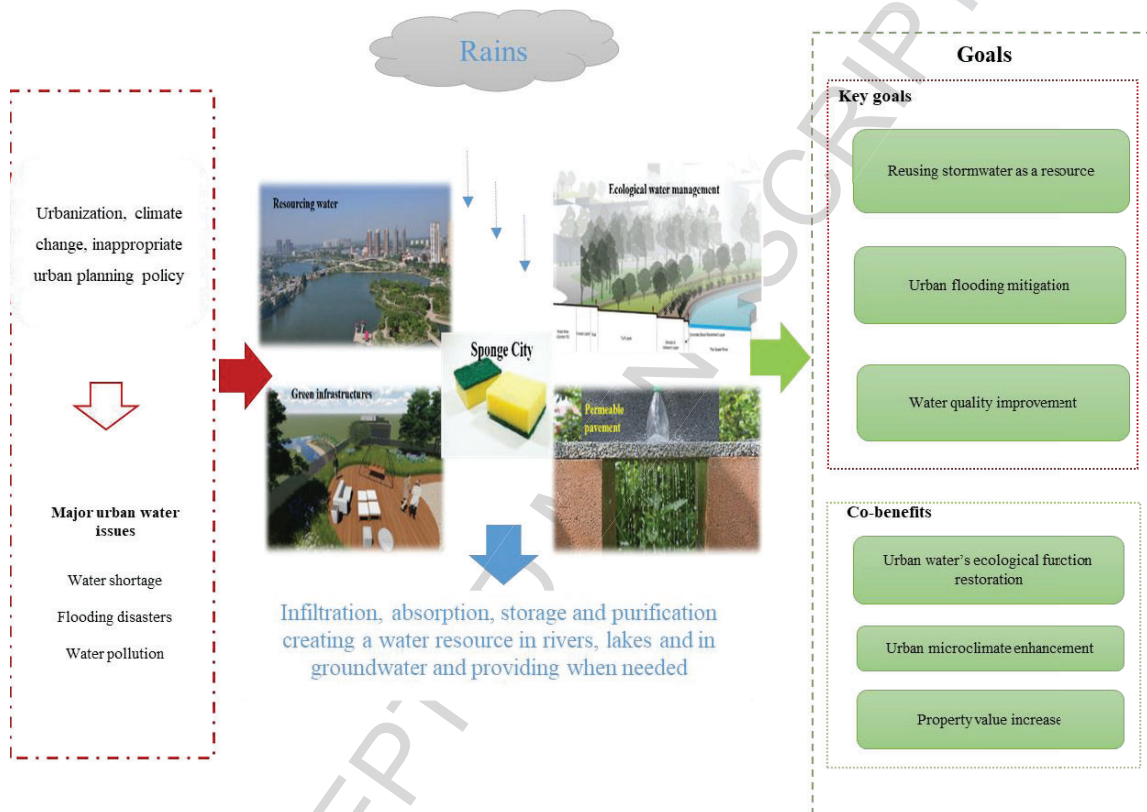 Rains
Goals
Key goals
Reusing stormwater as a resource
Urban flooding mitigation
Water quality improvement
Co-benefits
Urban water's ecological function
restoration
Urban microclimate enhancement
Property value increase
Urbanization, climate
change, inappropriate
urban planning policy
Major urban water
issues
Water shortage
Flooding disasters
Water pollution
Resourcing water
Ecological water management
Sponge City
Green infrastructures
Permeable
pavement
Infiltration, absorption, storage and purification
creating a water resource in rivers, lakes and in
groundwater and providing when needed